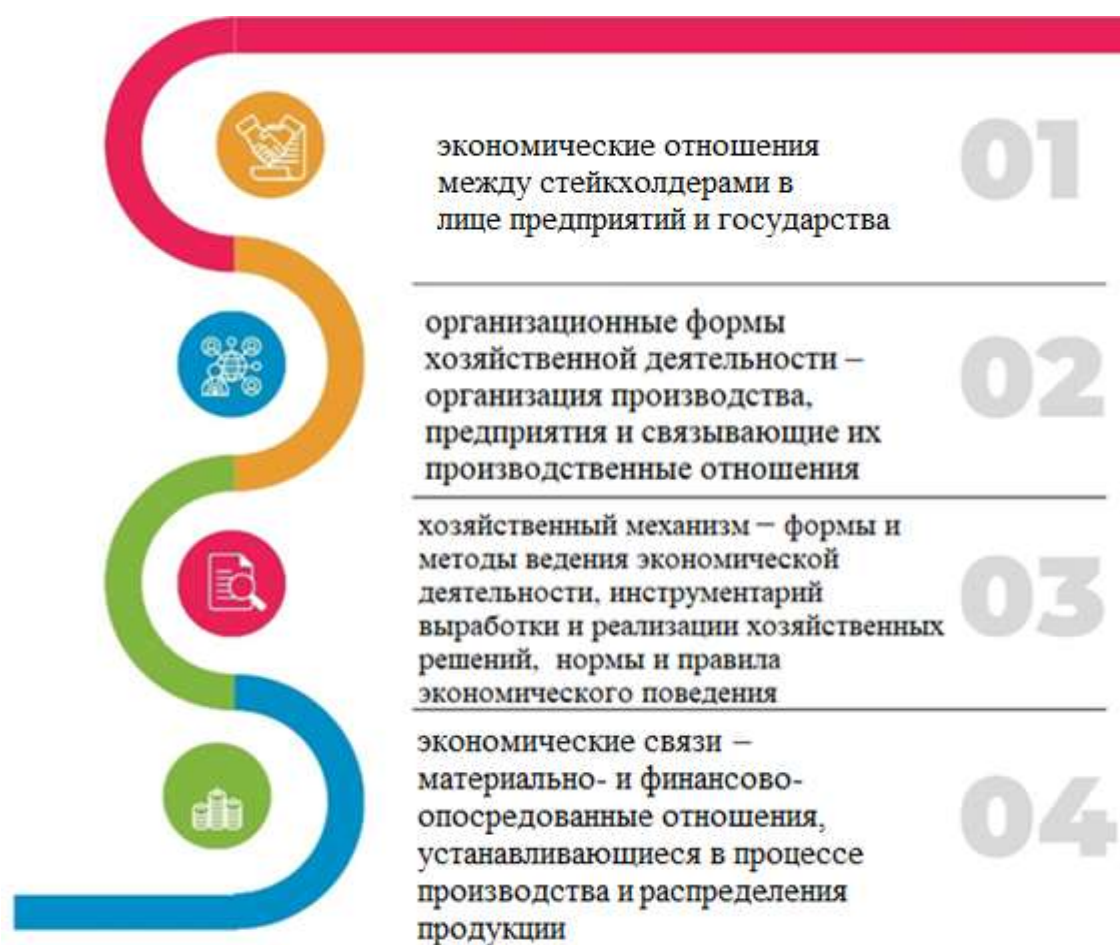 экономические отношения
между стейкхолдерами в
лице предприятий и государства
01
организационные формы
хозяйственной деятельности –
организация производства,
предприятия и связывающие их
производственные отношения
02
хозяйственный механизм – формы и
методы ведения экономической
деятельности, инструментарий
выработки и реализации хозяйственных
решений, нормы и правила
экономического поведения
03
экономические связи –
материально- и финансово-
опосредованные отношения,
устанавливающиеся в процессе
производства и распределения
продукции
04